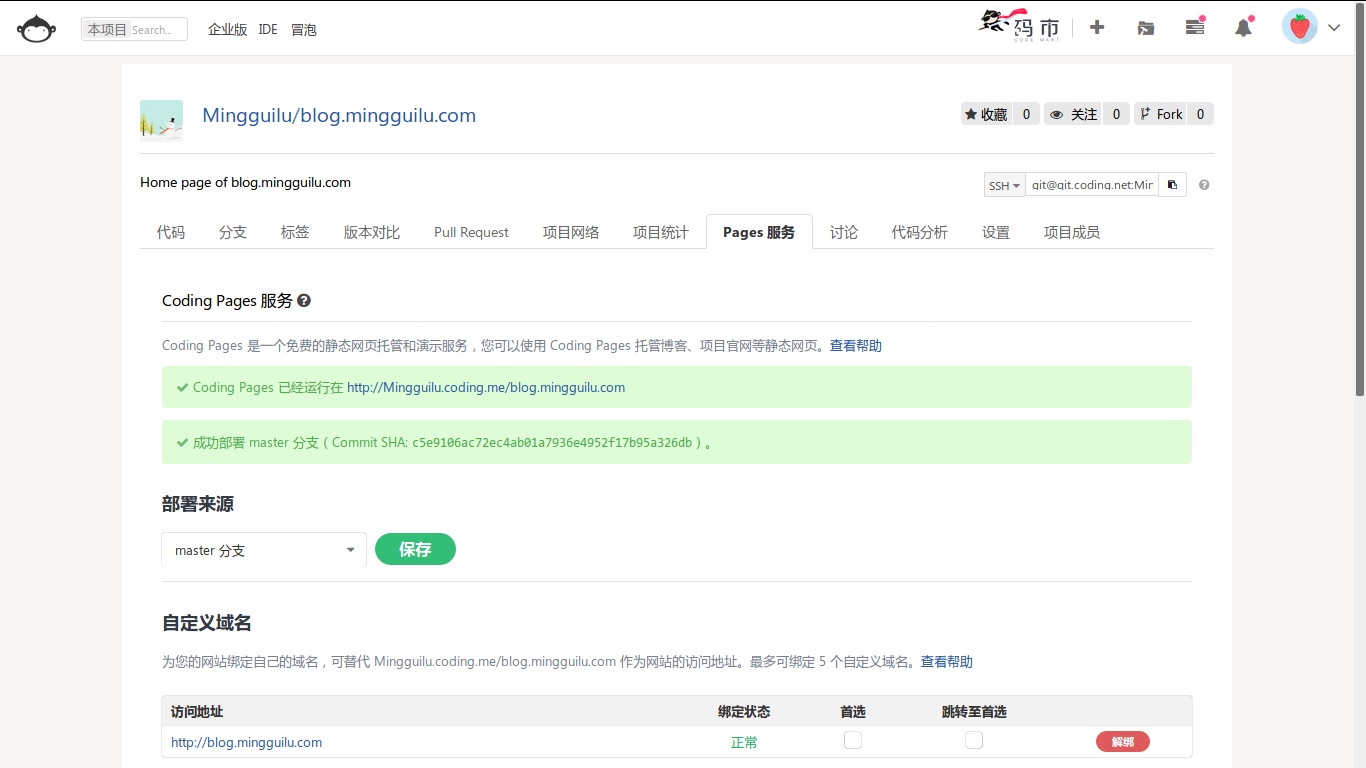 本项目 Search... 企业版 IDE 冒泡 码市 CODE MART
Mingguilu/blog.mingguilu.com 收藏 0 关注 0 Fork 0
Home page of blog.mingguilu.com SSH git@git.coding.net:Min
代码 分支 标签 版本对比 Pull Request 项目网络 项目统计 Pages 服务 讨论 代码分析 设置 项目成员
Coding Pages 服务
Coding Pages 是一个免费的静态网页托管和演示服务，您可以使用 Coding Pages 托管博客、项目官网等静态网页。查看帮助
Coding Pages 已经运行在 http://Mingguilu.coding.me/blog.mingguilu.com
成功部署 master 分支（Commit SHA: c5e9106ac72ec4ab01a7936e4952f17b95a326db）。
部署来源
master 分支 保存
自定义域名
为您的网站绑定自己的域名，可替代 Mingguilu.coding.me/blog.mingguilu.com 作为网站的访问地址。最多可绑定 5 个自定义域名。查看帮助
访问地址 绑定状态 首选 跳转至首选
http://blog.mingguilu.com 正常 解绑